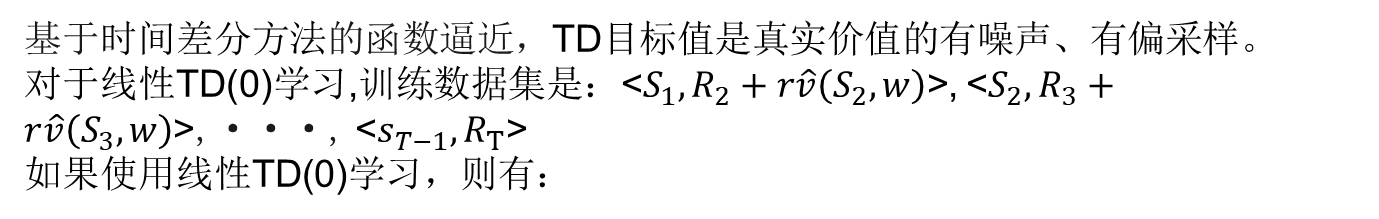 基于时间差分方法的函数逼近，TD目标值是真实价值的有噪声、有偏采样。
对于线性TD(0)学习,训练数据集是：<S₁, R₂ + rv̂(S₂, w)>, <S₂, R₃ +
rv̂(S₃, w)>, ・・・, <s_{T−1}, R_T>
如果使用线性TD(0)学习，则有：